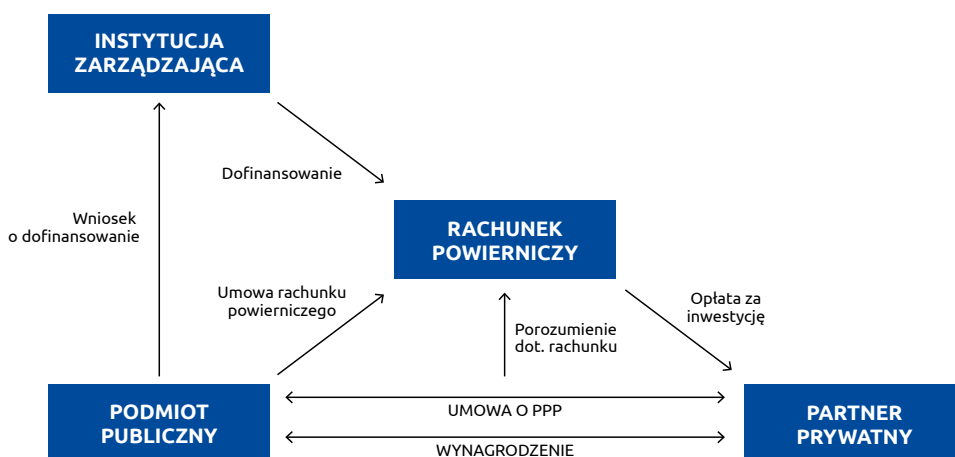 INSTYTUCJA
ZARZĄDZAJĄCA
Dofinansowanie
Wniosek
o dofinansowanie
RACHUNEK
POWIERNICZY
Umowa rachunku
powierniczego
Opłata za
inwestycję
Porozumienie
dot. rachunku
PODMIOT
PUBLICZNY
UMOWA O PPP
WYNAGRODZENIE
PARTNER
PRYWATNY